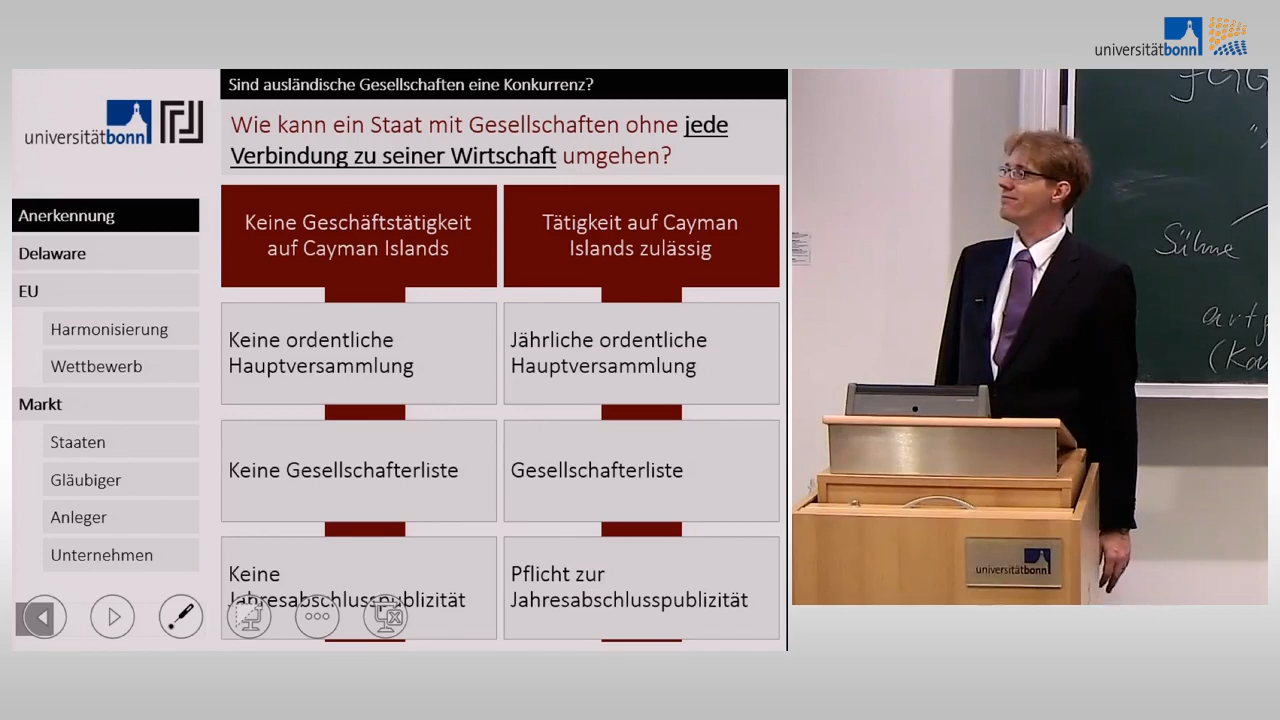 universitätbonn
Sind ausländische Gesellschaften eine Konkurrenz?
universitätbonn
Wie kann ein Staat mit Gesellschaften ohne jede
Verbindung zu seiner Wirtschaft umgehen?
Anerkennung
Delaware
EU
Harmonisierung
Wettbewerb
Markt
Staaten
Gläubiger
Anleger
Unternehmen
Keine Geschäftstätigkeit
auf Cayman Islands
Keine ordentliche
Hauptversammlung
Keine Gesellschafterliste
Keine
Jahresabschlusspublizität
Tätigkeit auf Cayman
Islands zulässig
Jährliche ordentliche
Hauptversammlung
Gesellschafterliste
Pflicht zur
Jahresabschlusspublizität
Sühne
universitätbonn